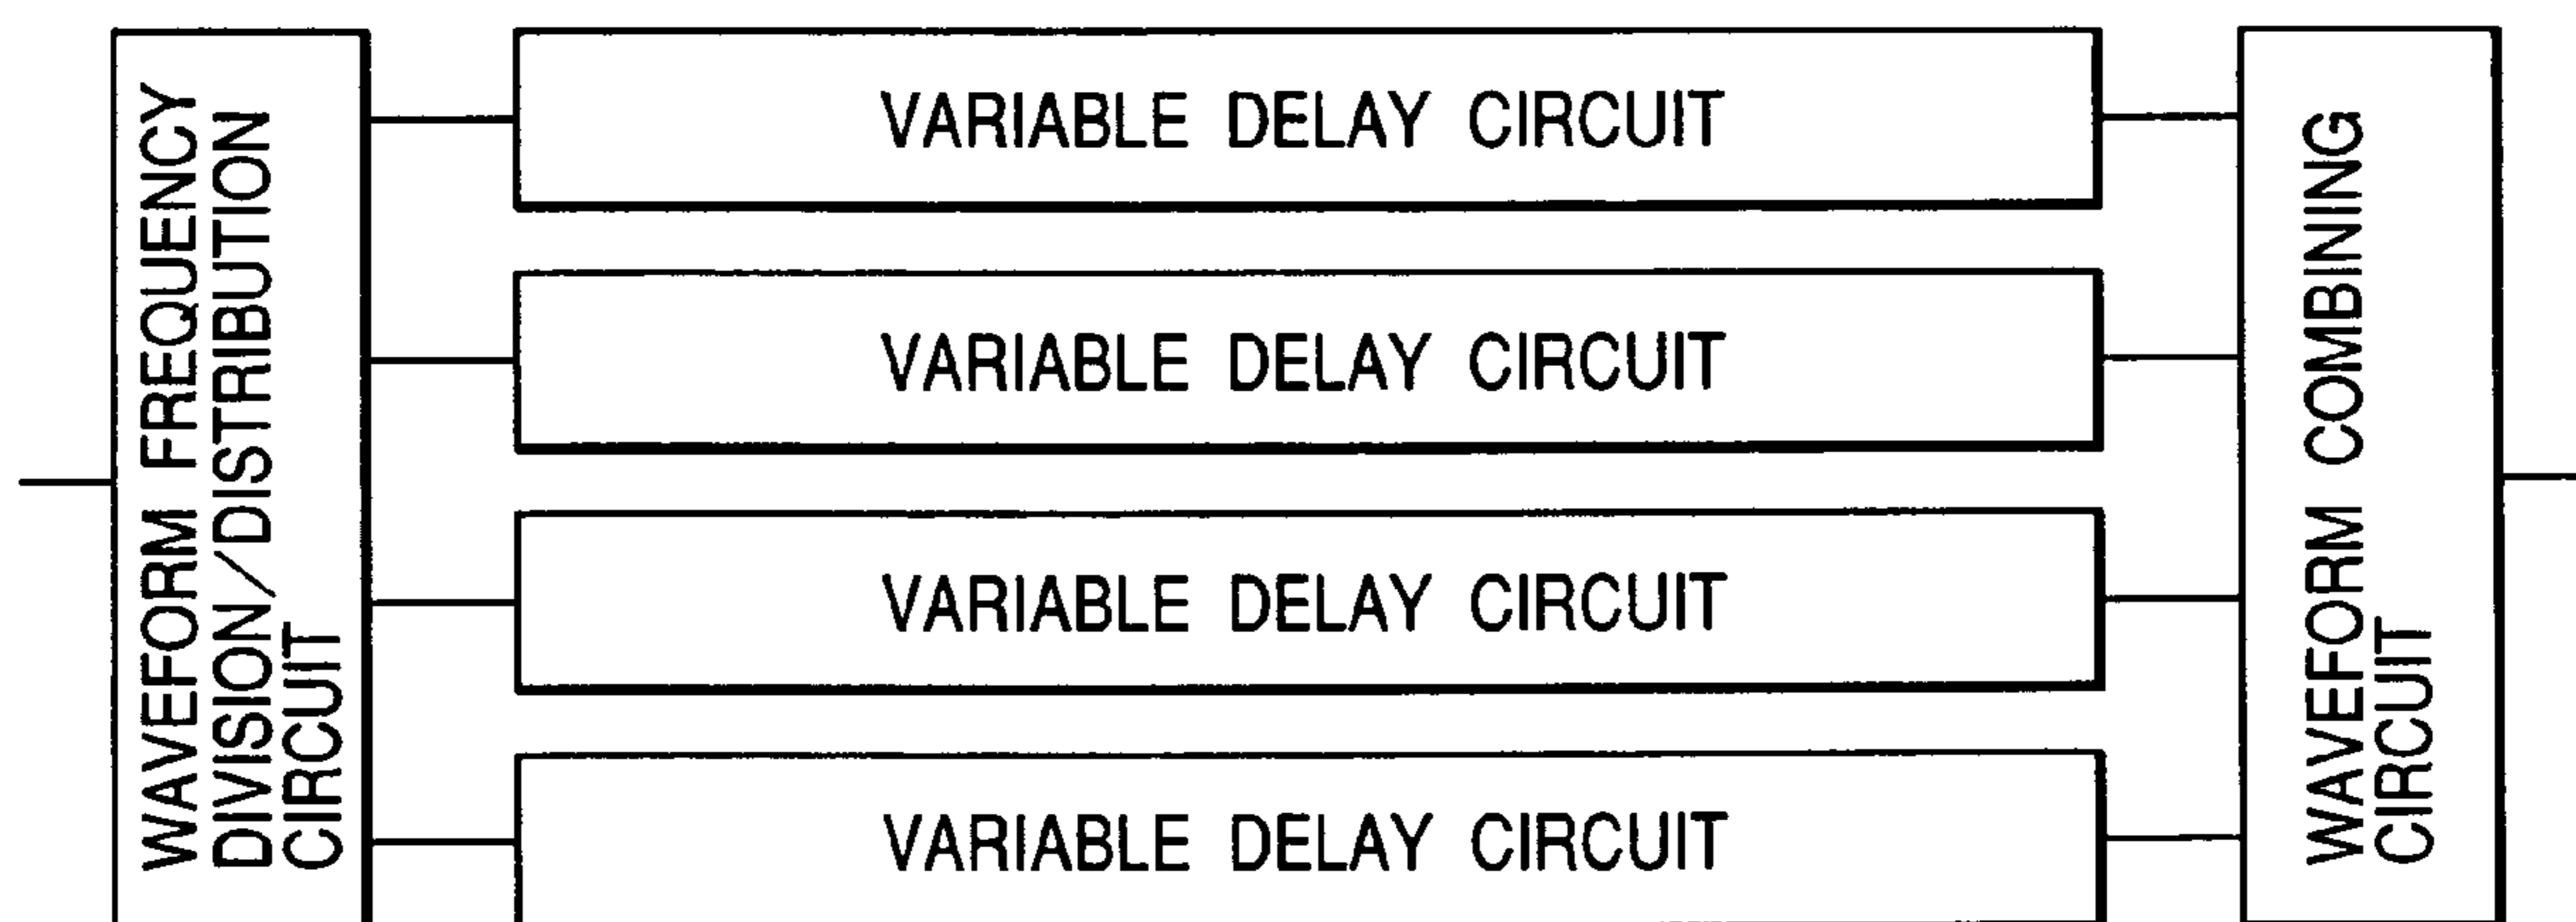 WAVEFORM FREQUENCY
DIVISION/DISTRIBUTION
CIRCUIT
VARIABLE DELAY CIRCUIT
VARIABLE DELAY CIRCUIT
VARIABLE DELAY CIRCUIT
VARIABLE DELAY CIRCUIT
WAVEFORM COMBINING
CIRCUIT